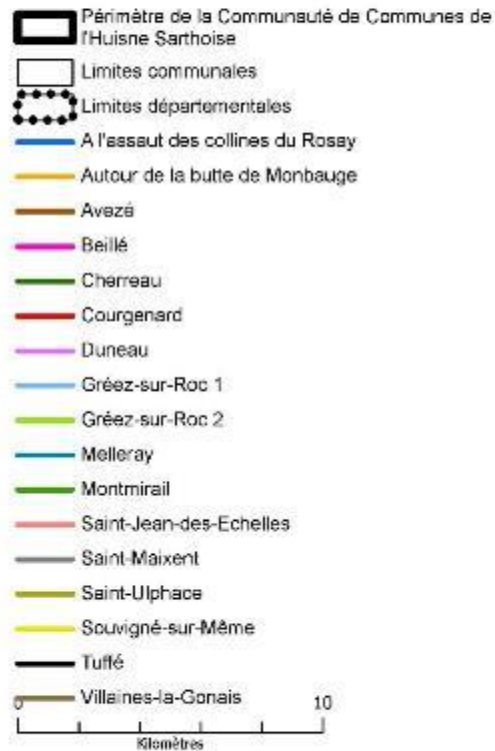 Périmètre de la Communauté de Communes de
l'Huisne Sarthoise
Limites communales
Limites départementales
A l'assaut des collines du Rosay
Autour de la butte de Monbauge
Avezé
Beillé
Cherreau
Courgenard
Duneau
Gréez-sur-Roc 1
Gréez-sur-Roc 2
Melleray
Montmirail
Saint-Jean-des-Echelles
Saint-Maixent
Saint-Ulphace
Souvigné-sur-Même
Tuffé
Villaines-la-Gonais
0 10
Kilomètres